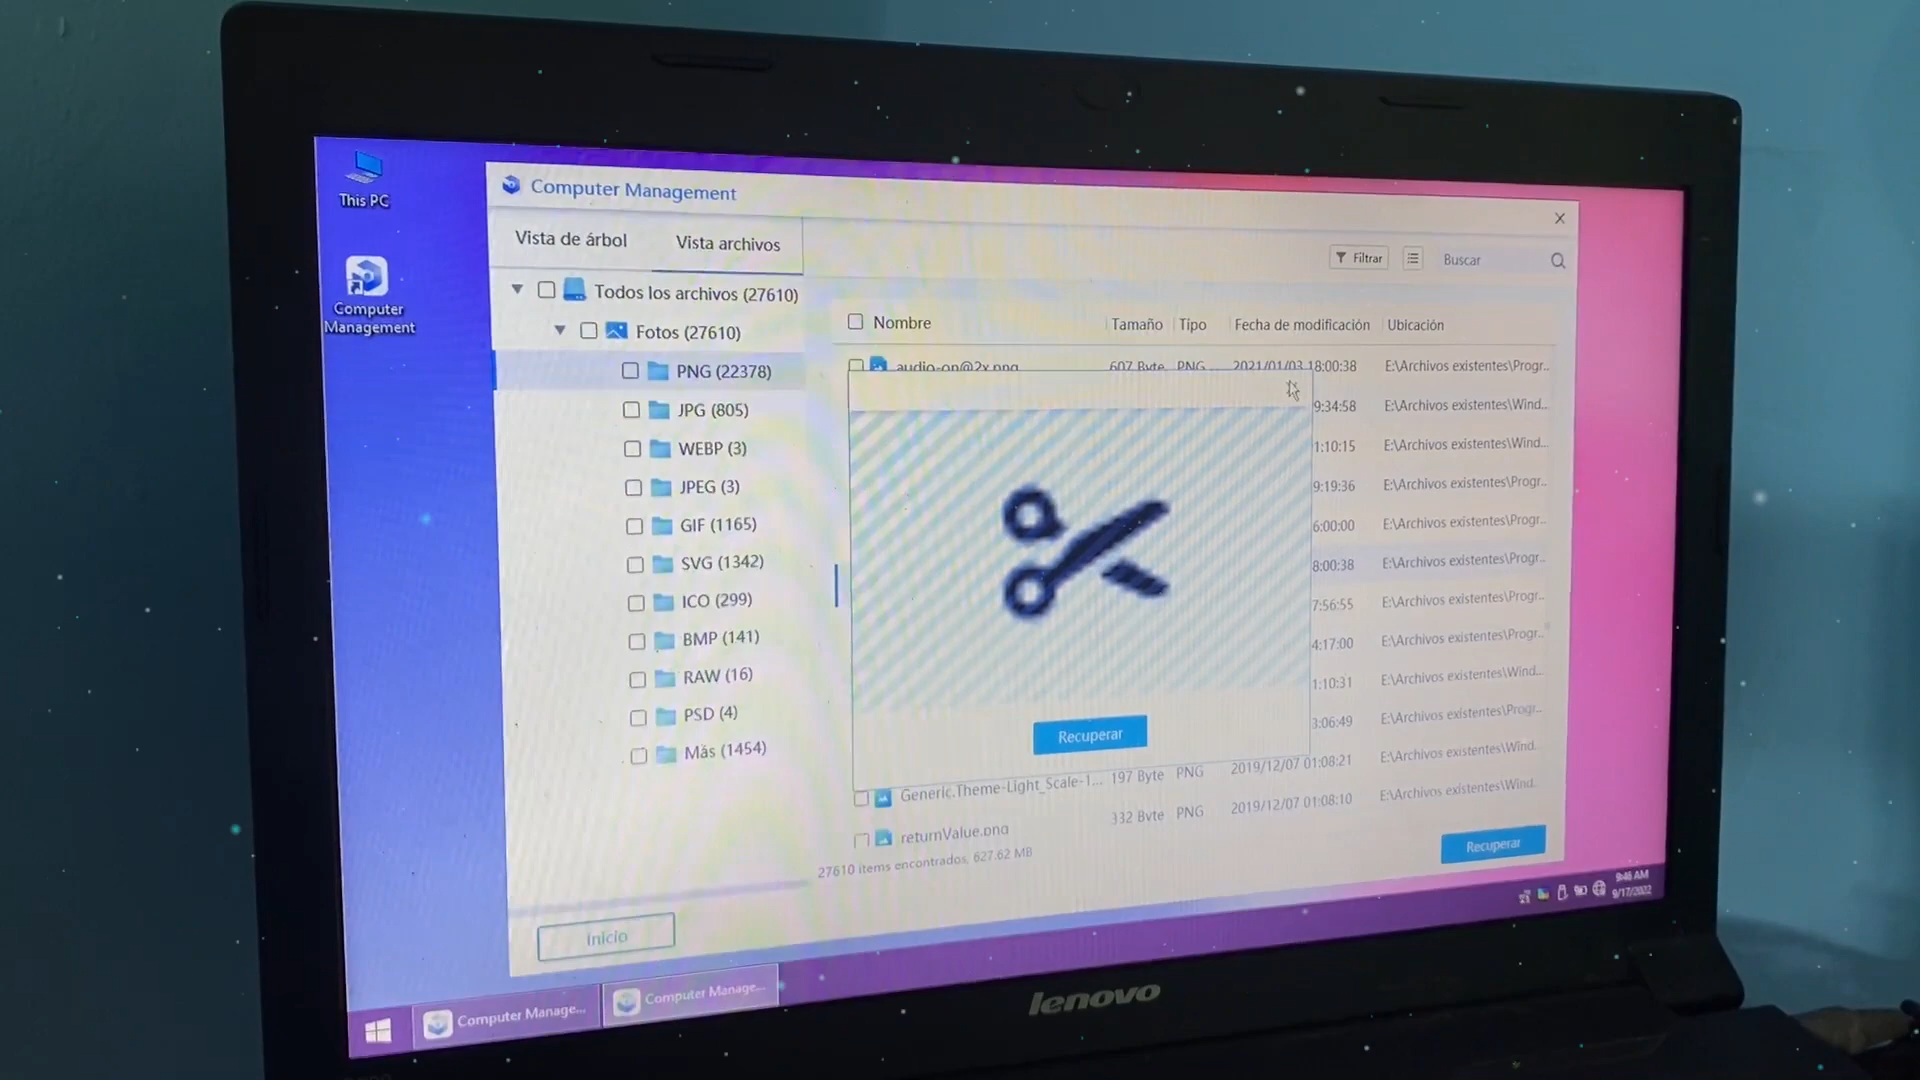 This PC
Computer
Management
Computer Management
Vista de árbol
Vista archivos
Filtrar
Buscar
Todos los archivos (27610)
Fotos (27610)
PNG (22378)
JPG (805)
WEBP (3)
JPEG (3)
GIF (1165)
SVG (1342)
ICO (299)
BMP (141)
RAW (16)
PSD (4)
Más (1454)
Nombre Tamaño Tipo Fecha de modificación Ubicación
audio-on@2x.png 607 Byte PNG... 2021/01/03 18:00:38 E:\Archivos existentes\Progr...
9:34:58 E:\Archivos existentes\Wind...
1:10:15 E:\Archivos existentes\Wind...
9:19:36 E:\Archivos existentes\Progr...
6:00:00 E:\Archivos existentes\Progr...
8:00:38 E:\Archivos existentes\Progr...
7:56:55 E:\Archivos existentes\Progr...
4:17:00 E:\Archivos existentes\Progr...
1:10:31 E:\Archivos existentes\Wind...
3:06:49 E:\Archivos existentes\Progr...
Recuperar
Generic.Theme-Light_Scale-1... 197 Byte PNG 2019/12/07 01:08:21 E:\Archivos existentes\Wind...
returnValue.png 332 Byte PNG 2019/12/07 01:08:10 E:\Archivos existentes\Wind...
27610 items encontrados, 627.62 MB
Recuperar
Inicio
9:46 AM
9/17/2022
Computer Manage...
Computer Manage...
lenovo